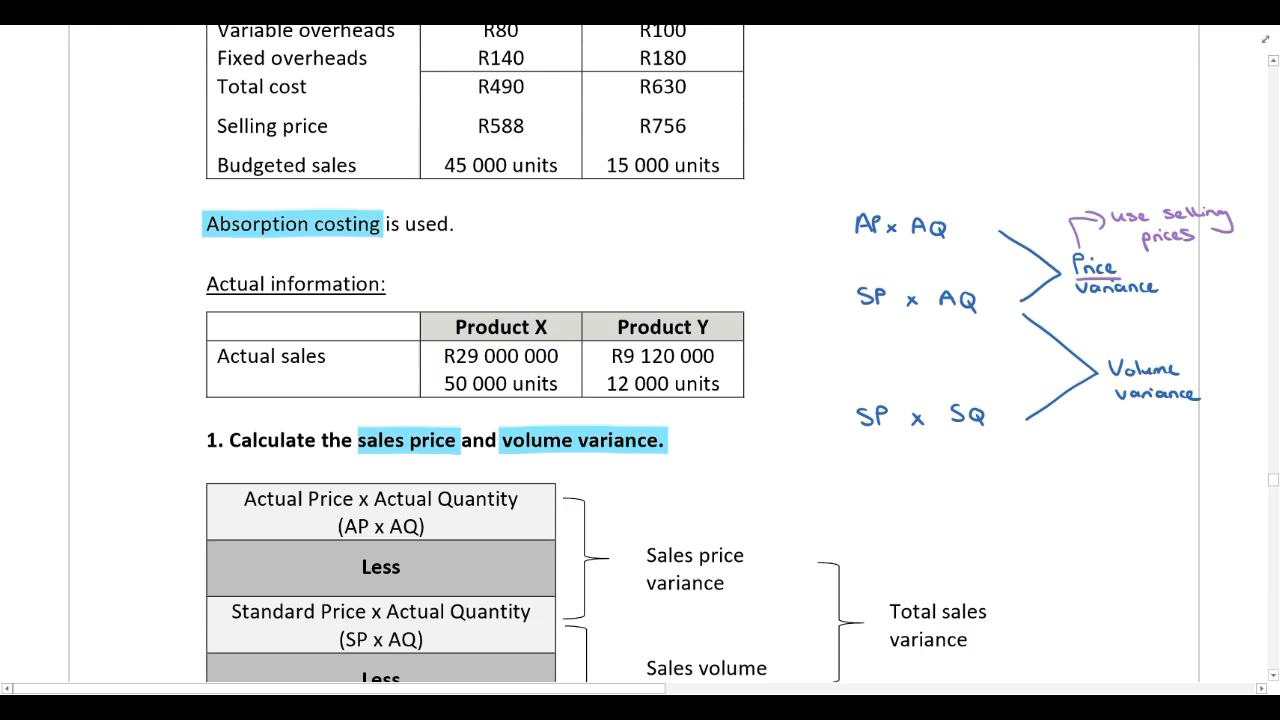 Variable overheads R80 R100
Fixed overheads R140 R180
Total cost R490 R630
Selling price R588 R756
Budgeted sales 45 000 units 15 000 units
Absorption costing is used.
Actual information:
Product X Product Y
Actual sales R29 000 000 R9 120 000
50 000 units 12 000 units
1. Calculate the sales price and volume variance.
Actual Price x Actual Quantity
(AP x AQ)
Less
Standard Price x Actual Quantity
(SP x AQ)
Less
Sales price
variance
Sales volume
Total sales
variance
AP x AQ
SP x AQ
SP x SQ
use selling
prices
Price
variance
Volume
variance